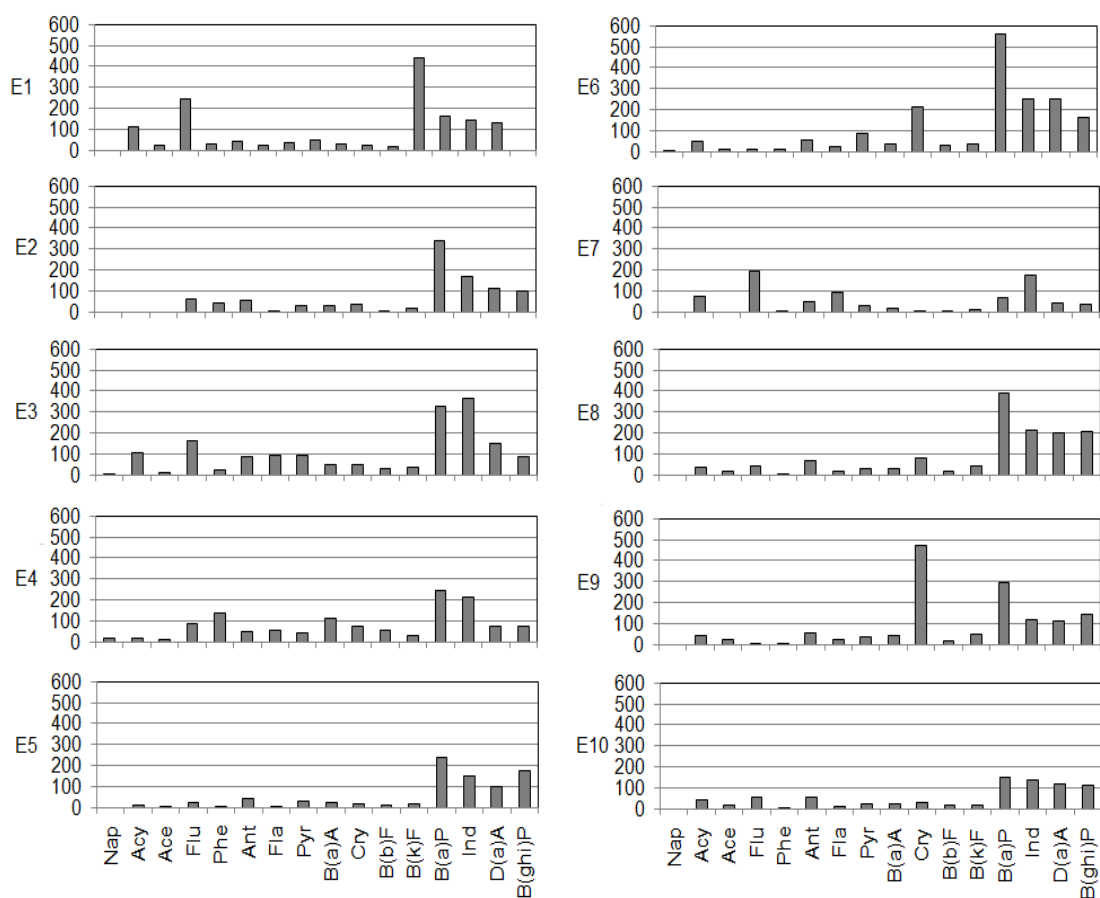 600
500
400
300
200
100
0
E1
600
500
400
300
200
100
0
E2
600
500
400
300
200
100
0
E3
600
500
400
300
200
100
0
E4
600
500
400
300
200
100
0
E5
Nap
Acy
Ace
Flu
Phe
Ant
Fla
Pyr
B(a)A
Cry
B(b)F
B(k)F
B(a)P
Ind
D(a)A
B(ghi)P
600
500
400
300
200
100
0
E6
600
500
400
300
200
100
0
E7
600
500
400
300
200
100
0
E8
600
500
400
300
200
100
0
E9
600
500
400
300
200
100
0
E10
Nap
Acy
Ace
Flu
Phe
Ant
Fla
Pyr
B(a)A
Cry
B(b)F
B(k)F
B(a)P
Ind
D(a)A
B(ghi)P